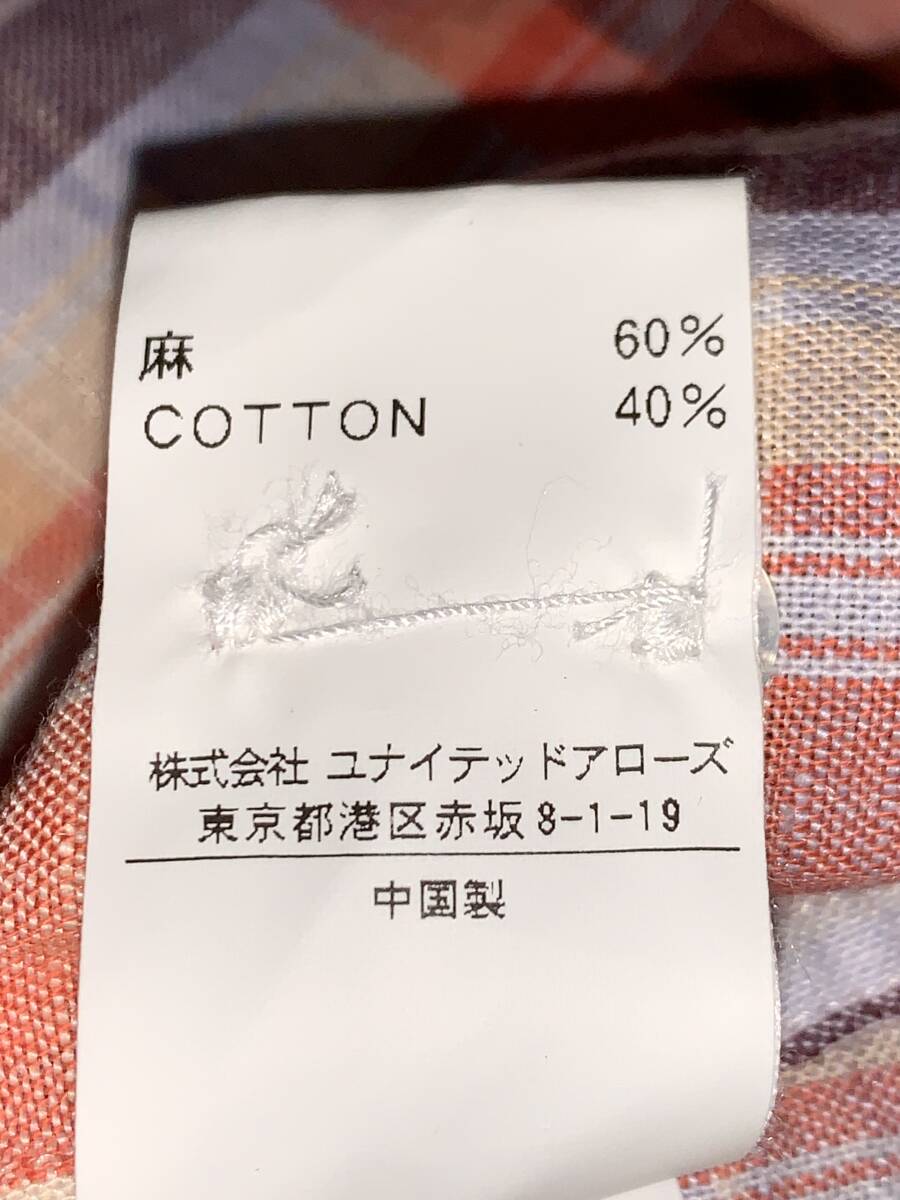 麻 60%
COTTON 40%
株式会社 ユナイテッドアローズ
東京都港区赤坂8-1-19
中国製